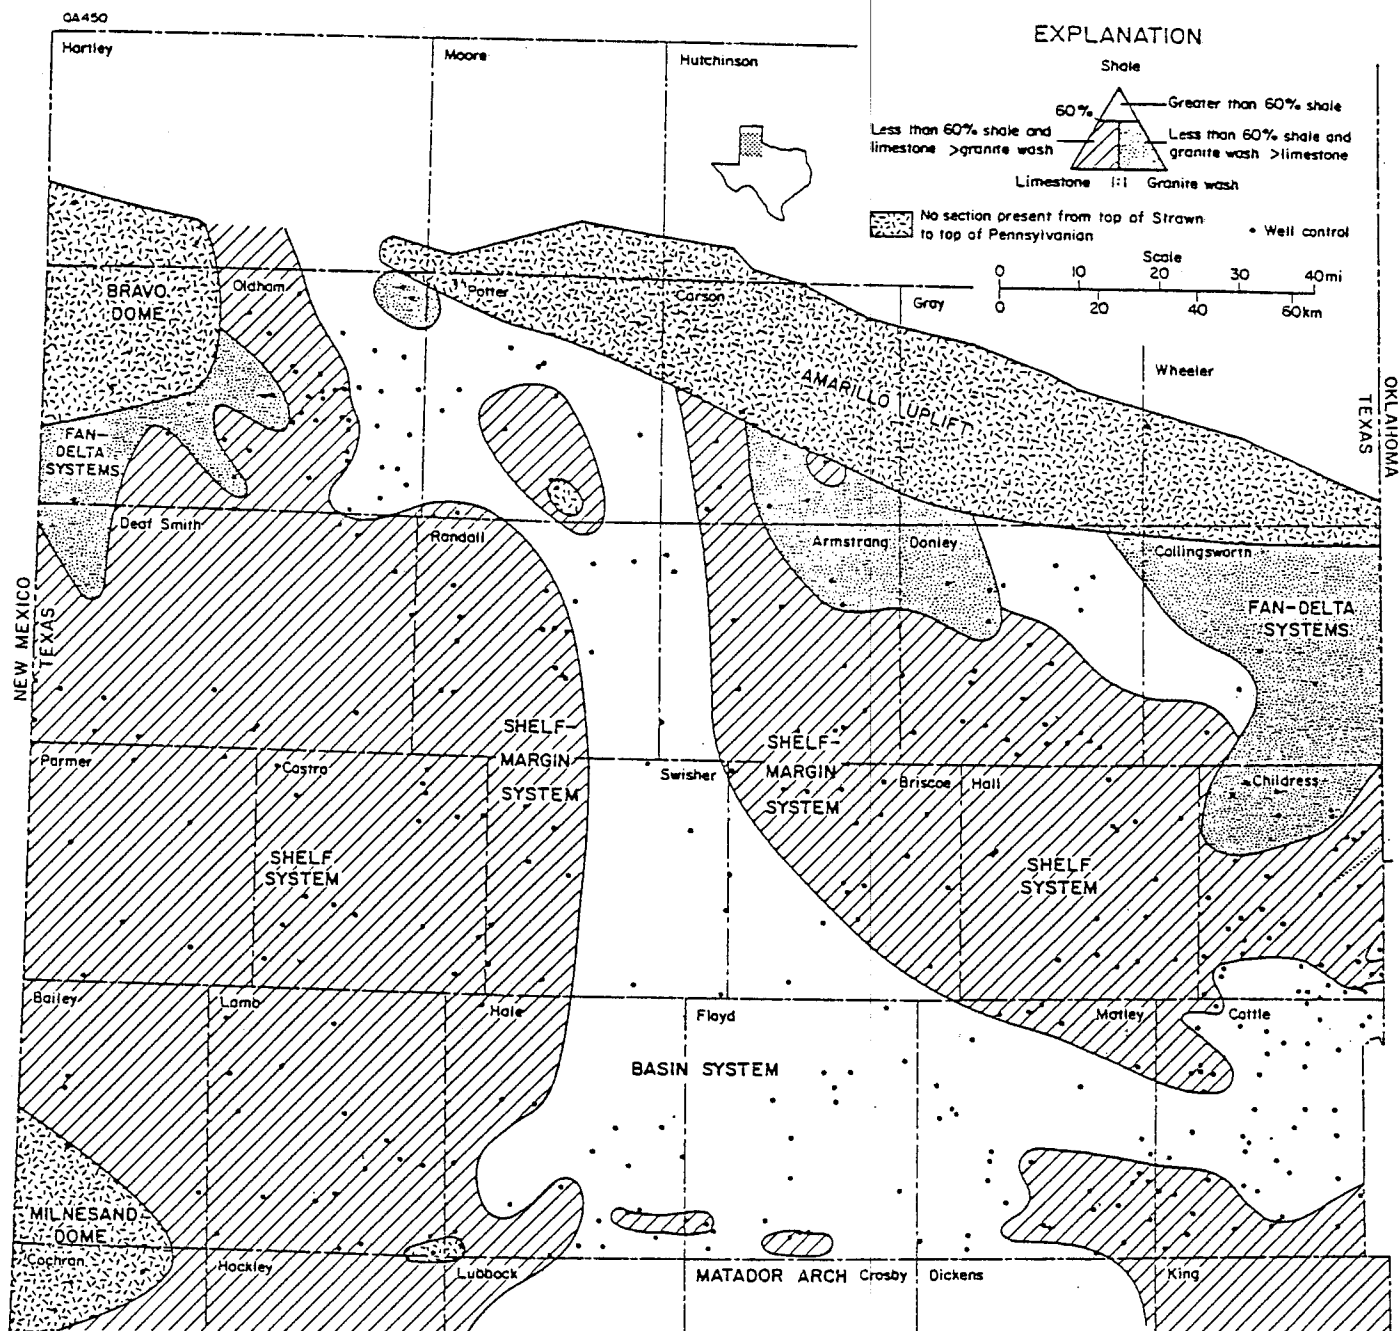 QA450
EXPLANATION
Hartley
Moore
Hutchinson
Shale
60%
Greater than 60% shale
Less than 60% shale and
limestone >granite wash
Less than 60% shale and
granite wash >limestone
Limestone 1:1 Granite wash
No section present from top of Strawn
to top of Pennsylvanian
Well control
Scale
0 10 20 30 40mi
0 20 40 60km
BRAVO
DOME
Oldham
Potter
Carson
Gray
Wheeler
AMARILLO UPLIFT
TEXAS
OKLAHOMA
FAN-
DELTA
SYSTEMS
Deaf Smith
Randall
Armstrong
Donley
Collingsworth
NEW MEXICO
TEXAS
FAN-DELTA
SYSTEMS
SHELF-
MARGIN
SYSTEM
SHELF-
MARGIN
SYSTEM
Parmer
Castro
Swisher
Briscoe
Hall
Childress
SHELF
SYSTEM
SHELF
SYSTEM
Bailey
Lamb
Hale
Floyd
Motley
Cottle
BASIN SYSTEM
MILNESAND
DOME
Cochran
Hockley
Lubbock
MATADOR ARCH
Crosby
Dickens
King